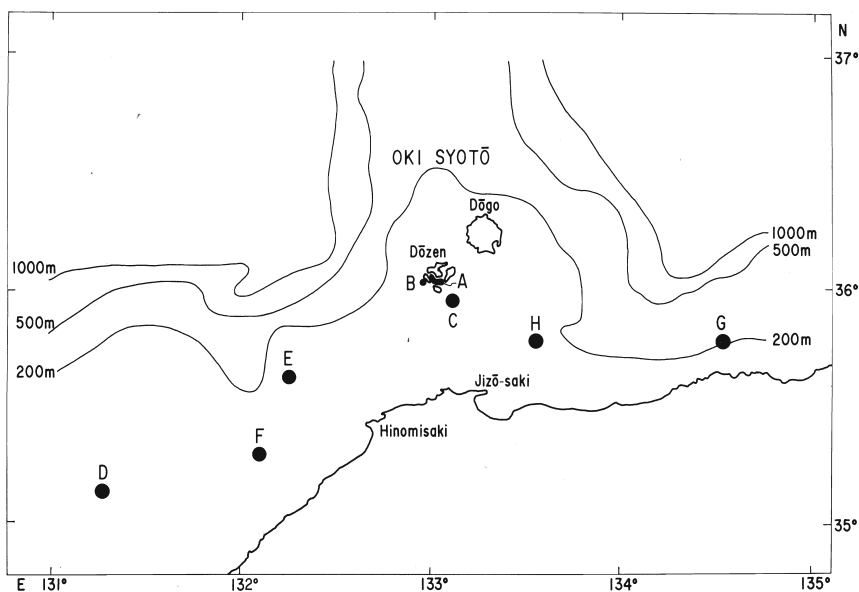 N
37°
OKI SYOTŌ
Dōgo
1000m
500m
Dōzen
1000m
36°
B
A
C
500m
H
G
200m
200m
E
Jizō-saki
Hinomisaki
F
D
35°
E 131° 132° 133° 134° 135°